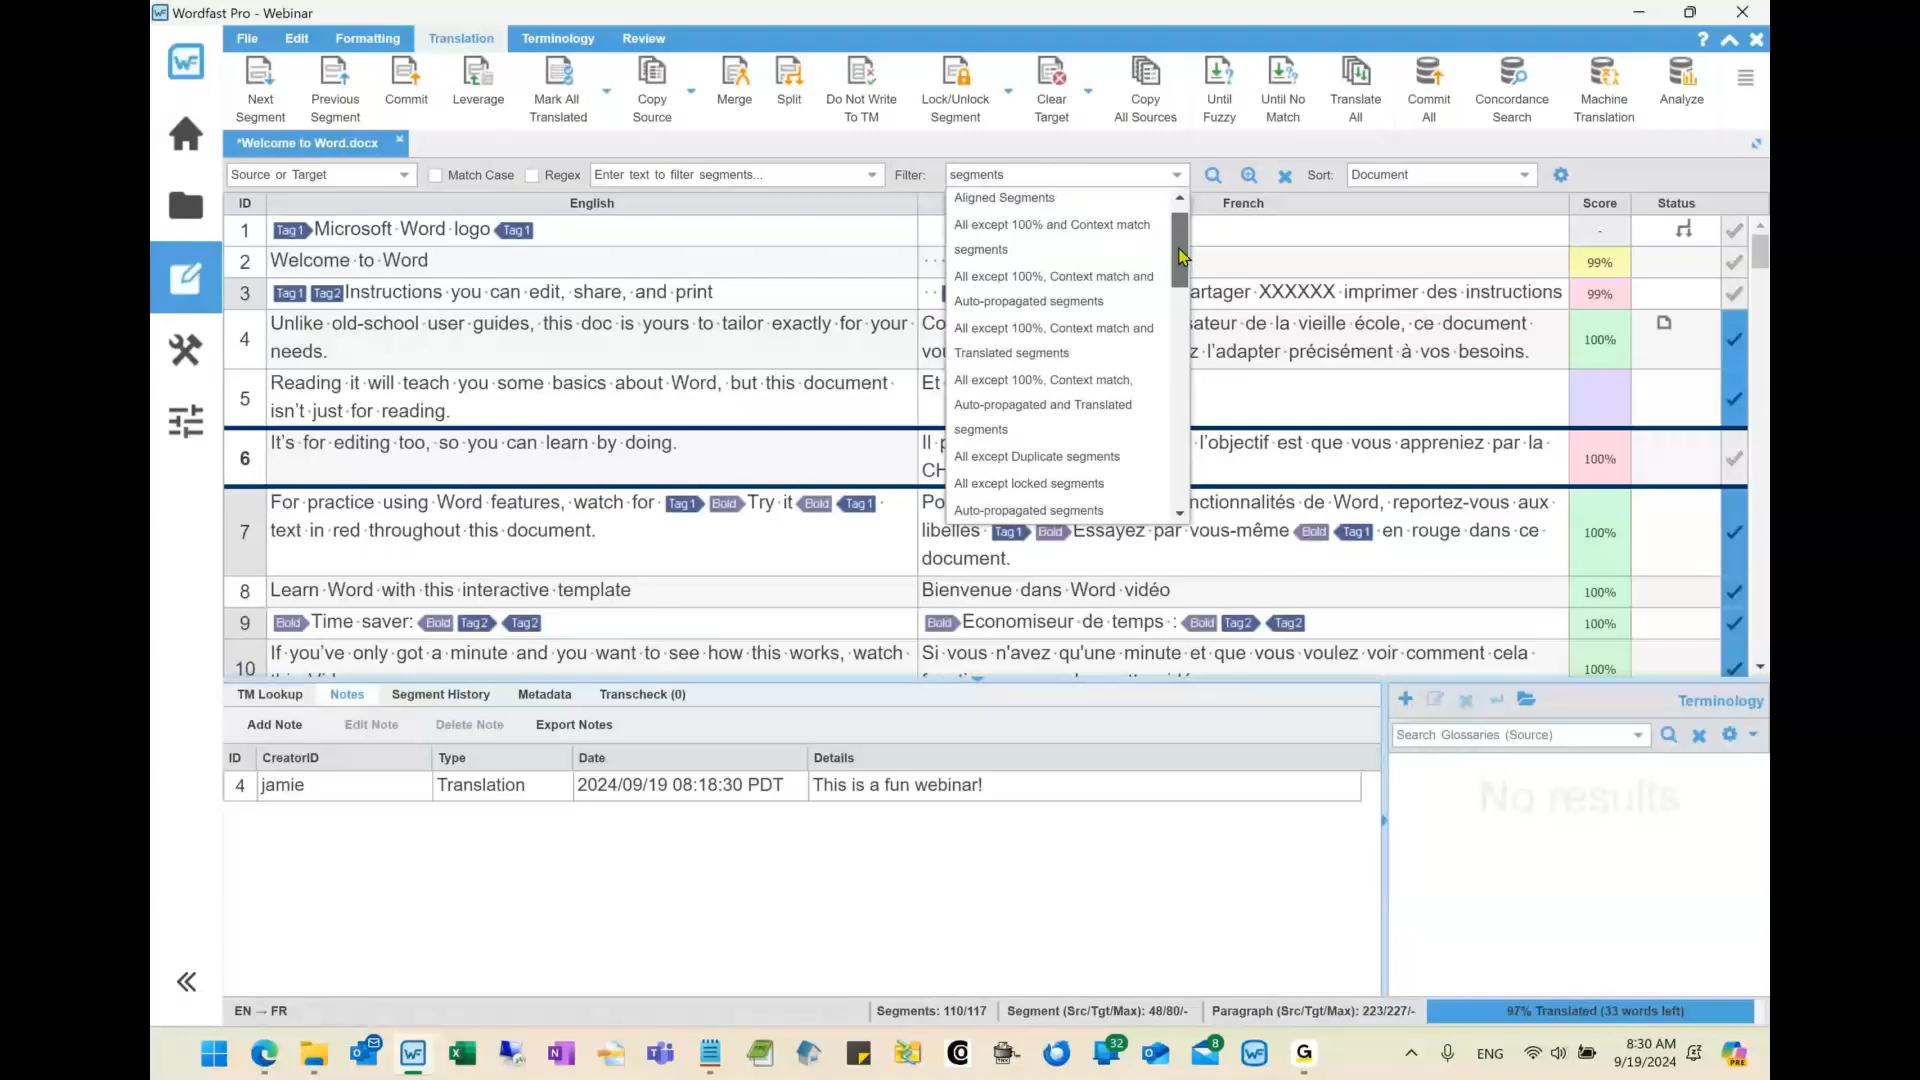 Wordfast Pro - Webinar
File Edit Formatting Translation Terminology Review
Next Segment
Previous Segment
Commit
Leverage
Mark All Translated
Copy Source
Merge
Split
Do Not Write To TM
Lock/Unlock Segment
Clear Target
Copy All Sources
Until Fuzzy
Until No Match
Translate All
Commit All
Concordance Search
Machine Translation
Analyze
*Welcome to Word.docx
Source or Target Match Case Regex Enter text to filter segments... Filter: segments Sort: Document
ID English French Score Status
Aligned Segments
All except 100% and Context match
segments
All except 100%, Context match and
Auto-propagated segments
All except 100%, Context match and
Translated segments
All except 100%, Context match,
Auto-propagated and Translated
segments
All except Duplicate segments
All except locked segments
Auto-propagated segments
1 Tag1 Microsoft·Word·logo Tag1 -
2 Welcome·to·Word 99%
3 Tag1 Tag2 Instructions·you·can·edit,·share,·and·print artager·XXXXXX·imprimer·des·instructions 99%
4 Unlike·old-school·user·guides,·this·doc·is·yours·to·tailor·exactly·for·your·
needs.
Co sateur·de·la·vieille·école,·ce·document·
vou z·l’adapter·précisément·à·vos·besoins.
100%
5 Reading·it·will·teach·you·some·basics·about·Word,·but·this·document·
isn’t·just·for·reading.
Et
6 It’s·for·editing·too,·so·you·can·learn·by·doing.
Il l’objectif·est·que·vous·appreniez·par·la·
CH
100%
7 For·practice·using·Word·features,·watch·for· Tag1 Bold Try·it Bold Tag1 ·
text·in·red·throughout·this·document.
Po nctionnalités·de·Word,·reportez-vous·aux·
libelles· Tag1 Bold Essayez·par·vous-même Bold Tag1 ·en·rouge·dans·ce·
document.
100%
8 Learn·Word·with·this·interactive·template Bienvenue·dans·Word·vidéo 100%
9 Bold Time·saver: Bold Tag2 Tag2 Bold Economiseur·de·temps·: Bold Tag2 Tag2 100%
10 If·you’ve·only·got·a·minute·and·you·want·to·see·how·this·works,·watch· Si·vous·n'avez·qu'une·minute·et·que·vous·voulez·voir·comment·cela· 100%
TM Lookup Notes Segment History Metadata Transcheck (0)
Add Note Edit Note Delete Note Export Notes
ID CreatorID Type Date Details
4 jamie Translation 2024/09/19 08:18:30 PDT This is a fun webinar!
Terminology
Search Glossaries (Source)
No results
EN → FR Segments: 110/117 Segment (Src/Tgt/Max): 48/80/- Paragraph (Src/Tgt/Max): 223/227/- 97% Translated (33 words left)
32 8 ENG 8:30 AM
9/19/2024
PRE